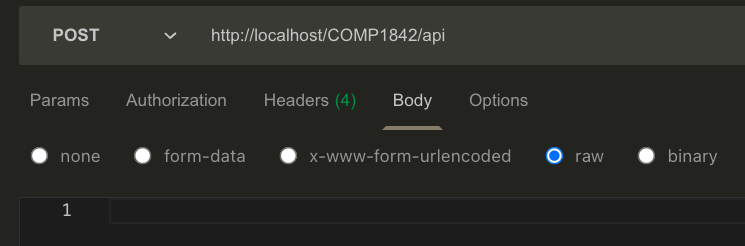 POST http://localhost/COMP1842/api
Params Authorization Headers (4) Body Options
none form-data x-www-form-urlencoded raw binary
1